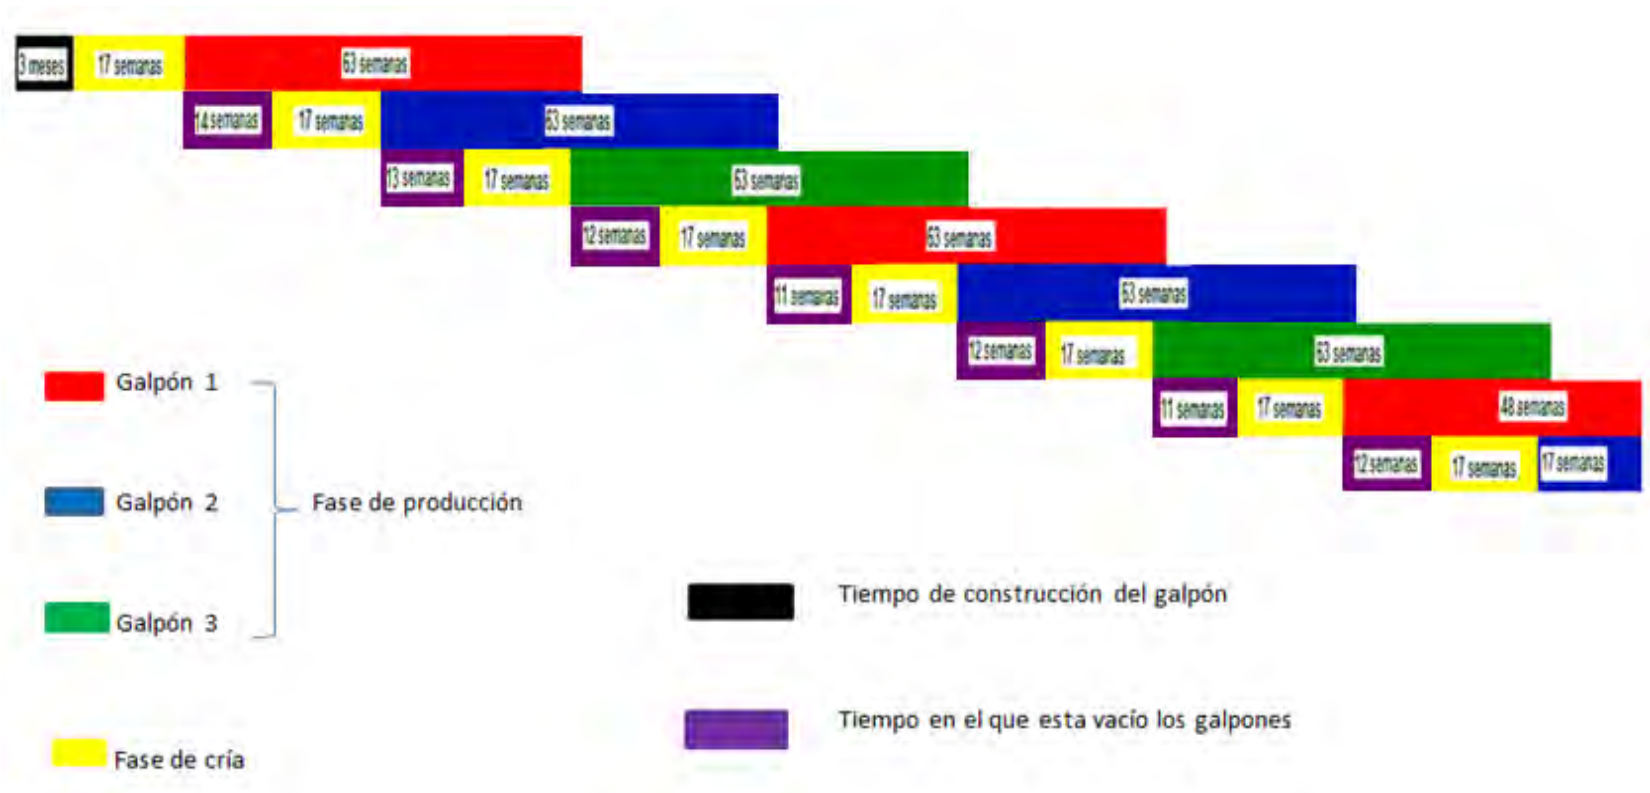 3 meses
17 semanas
63 semanas
14 semanas
17 semanas
63 semanas
13 semanas
17 semanas
63 semanas
12 semanas
17 semanas
63 semanas
11 semanas
17 semanas
63 semanas
12 semanas
17 semanas
63 semanas
11 semanas
17 semanas
48 semanas
12 semanas
17 semanas
17 semanas
Galpón 1
Galpón 2
Fase de producción
Galpón 3
Tiempo de construcción del galpón
Tiempo en el que esta vacío los galpones
Fase de cría